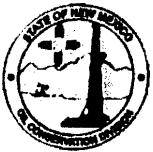 STATE OF NEW MEXICO
OIL CONSERVATION DIVISION